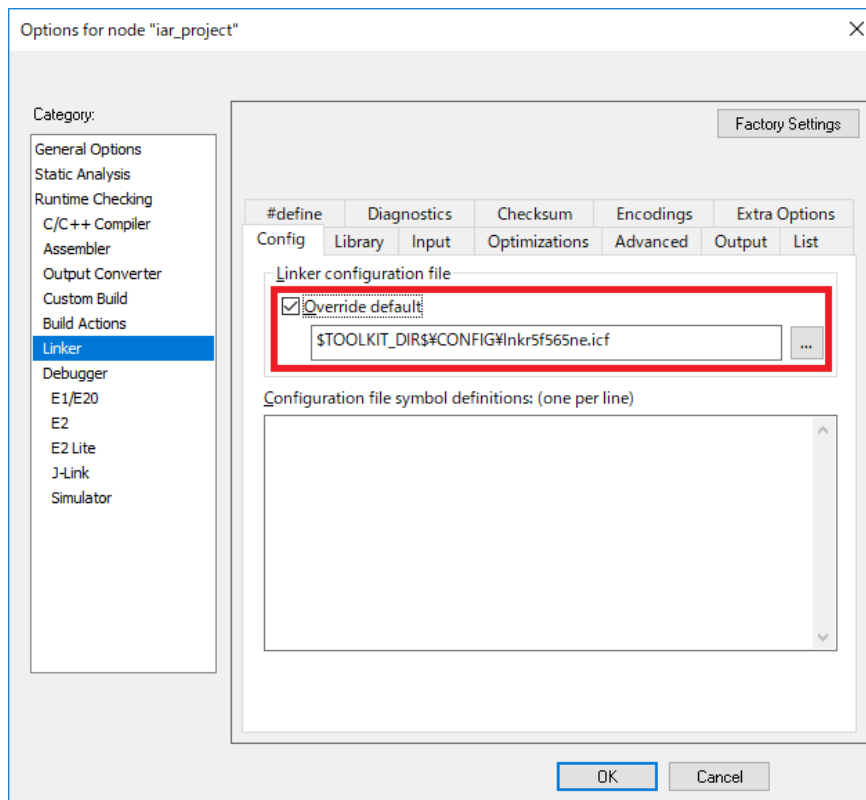 Options for node "iar_project"
Category:
General Options
Static Analysis
Runtime Checking
C/C++ Compiler
Assembler
Output Converter
Custom Build
Build Actions
Linker
Debugger
E1/E20
E2
E2 Lite
J-Link
Simulator
Factory Settings
#define Diagnostics Checksum Encodings Extra Options
Config Library Input Optimizations Advanced Output List
Linker configuration file
Override default
$TOOLKIT_DIR$¥CONFIG¥lnkr5f565ne.icf
...
Configuration file symbol definitions: (one per line)
OK Cancel